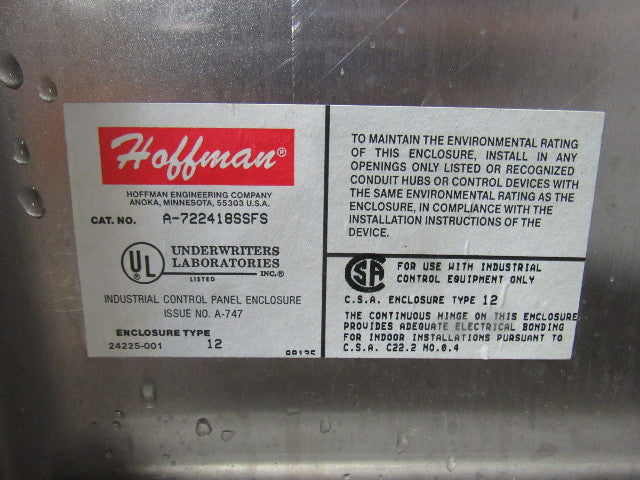 Hoffman®
HOFFMAN ENGINEERING COMPANY
ANOKA, MINNESOTA, 55303 U.S.A.
CAT. NO. A-722418SSFS
UL
UNDERWRITERS
LABORATORIES
INC.®
LISTED
INDUSTRIAL CONTROL PANEL ENCLOSURE
ISSUE NO. A-747
ENCLOSURE TYPE
24225-001 12
TO MAINTAIN THE ENVIRONMENTAL RATING
OF THIS ENCLOSURE, INSTALL IN ANY
OPENINGS ONLY LISTED OR RECOGNIZED
CONDUIT HUBS OR CONTROL DEVICES WITH
THE SAME ENVIRONMENTAL RATING AS THE
ENCLOSURE, IN COMPLIANCE WITH THE
INSTALLATION INSTRUCTIONS OF THE
DEVICE.
SA
FOR USE WITH INDUSTRIAL
CONTROL EQUIPMENT ONLY
C.S.A. ENCLOSURE TYPE 12
THE CONTINUOUS HINGE ON THIS ENCLOSURE
PROVIDES ADEQUATE ELECTRICAL BONDING
FOR INDOOR INSTALLATIONS PURSUANT TO
C.S.A. C22.2 NO.0.4